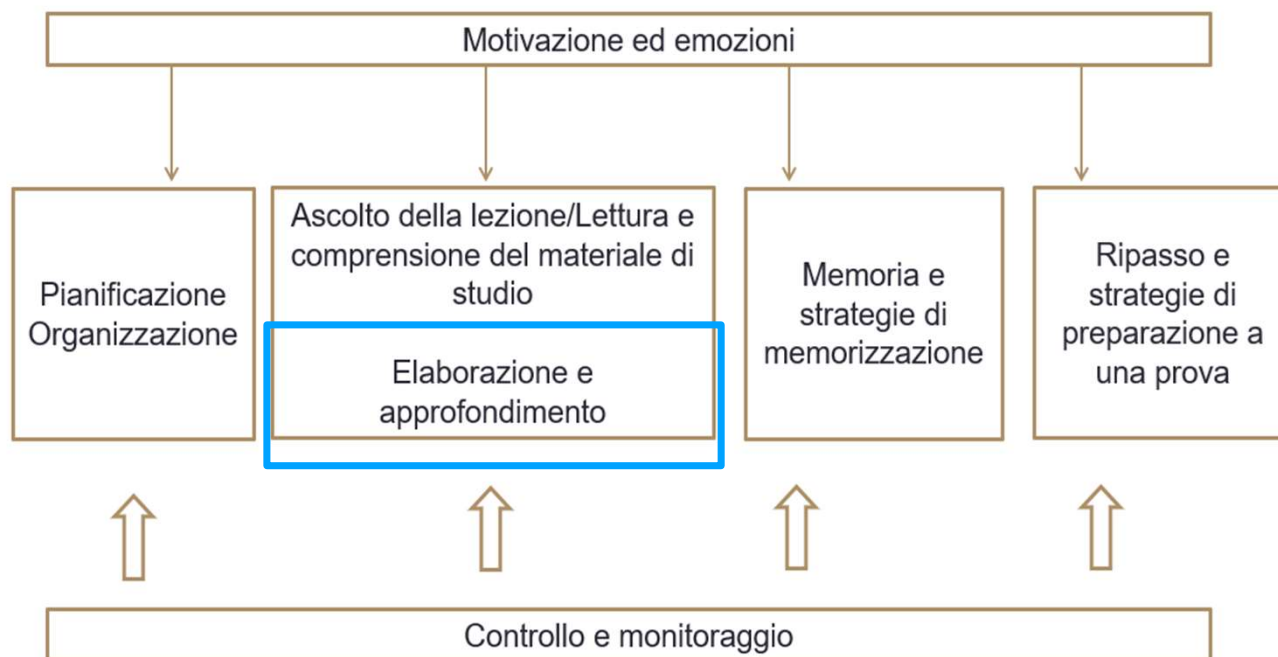 Motivazione ed emozioni
Pianificazione
Organizzazione
Ascolto della lezione/Lettura e
comprensione del materiale di
studio
Elaborazione e
approfondimento
Memoria e
strategie di
memorizzazione
Ripasso e
strategie di
preparazione a
una prova
Controllo e monitoraggio